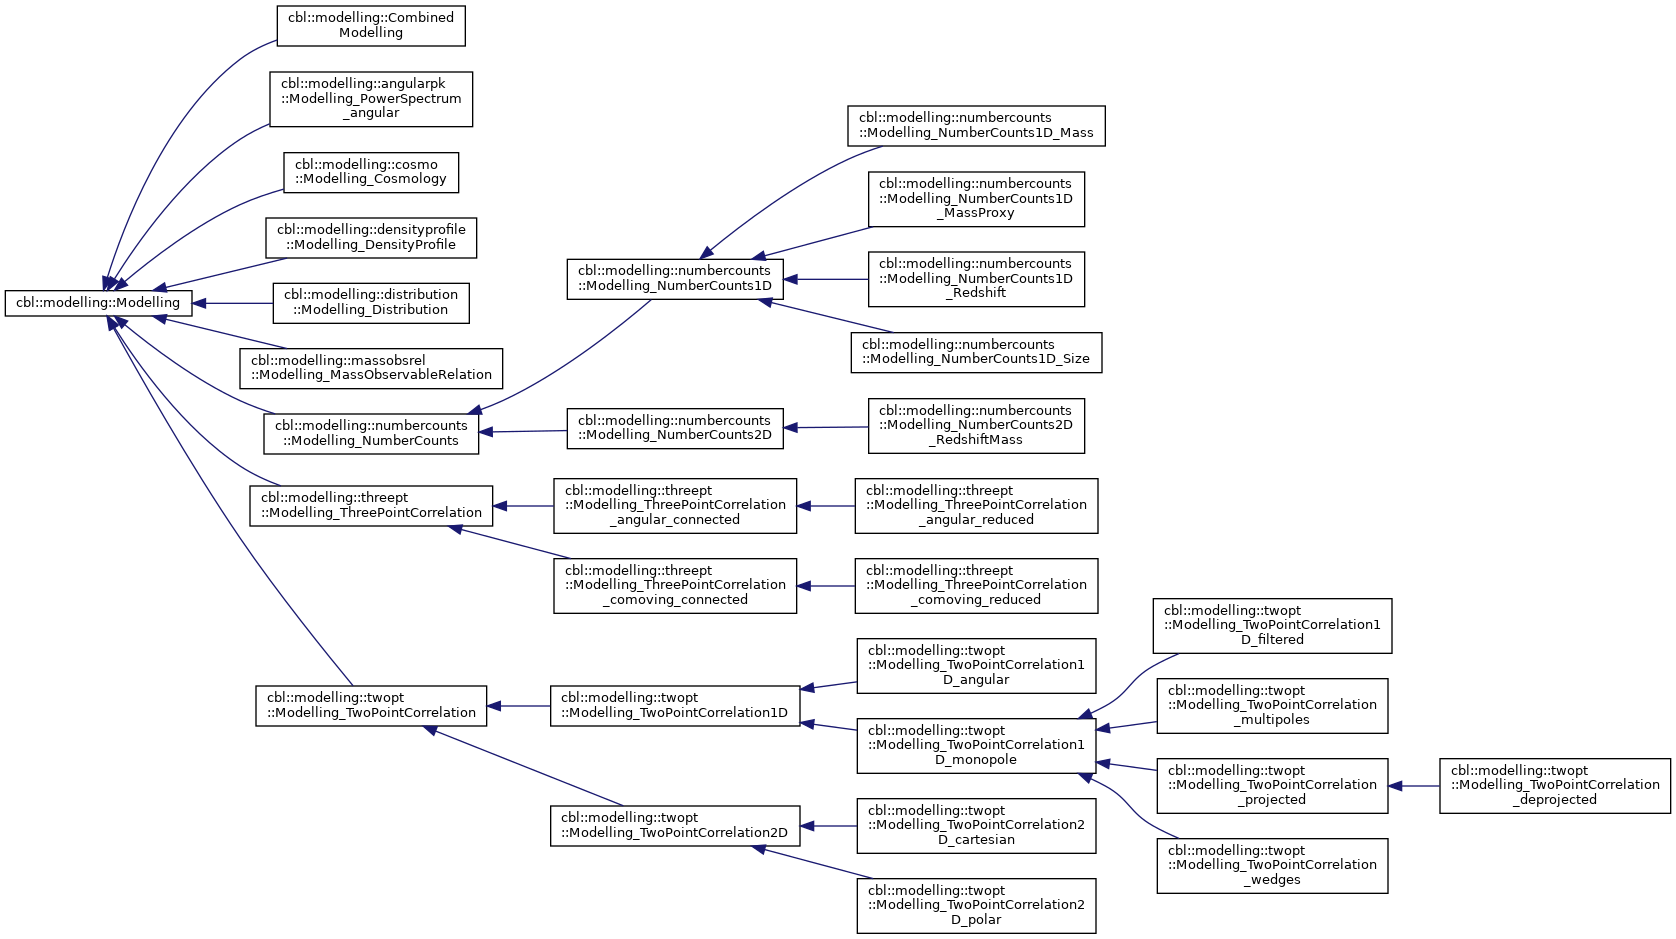 cbl::modelling::Modelling
cbl::modelling::Combined
Modelling
cbl::modelling::angularpk
::Modelling_PowerSpectrum
_angular
cbl::modelling::cosmo
::Modelling_Cosmology
cbl::modelling::densityprofile
::Modelling_DensityProfile
cbl::modelling::distribution
::Modelling_Distribution
cbl::modelling::massobsrel
::Modelling_MassObservableRelation
cbl::modelling::numbercounts
::Modelling_NumberCounts
cbl::modelling::threept
::Modelling_ThreePointCorrelation
cbl::modelling::twopt
::Modelling_TwoPointCorrelation
cbl::modelling::numbercounts
::Modelling_NumberCounts1D
cbl::modelling::numbercounts
::Modelling_NumberCounts2D
cbl::modelling::threept
::Modelling_ThreePointCorrelation
_angular_connected
cbl::modelling::threept
::Modelling_ThreePointCorrelation
_comoving_connected
cbl::modelling::twopt
::Modelling_TwoPointCorrelation1D
cbl::modelling::twopt
::Modelling_TwoPointCorrelation2D
cbl::modelling::numbercounts
::Modelling_NumberCounts1D_Mass
cbl::modelling::numbercounts
::Modelling_NumberCounts1D
_MassProxy
cbl::modelling::numbercounts
::Modelling_NumberCounts1D
_Redshift
cbl::modelling::numbercounts
::Modelling_NumberCounts1D_Size
cbl::modelling::numbercounts
::Modelling_NumberCounts2D
_RedshiftMass
cbl::modelling::threept
::Modelling_ThreePointCorrelation
_angular_reduced
cbl::modelling::threept
::Modelling_ThreePointCorrelation
_comoving_reduced
cbl::modelling::twopt
::Modelling_TwoPointCorrelation1
D_angular
cbl::modelling::twopt
::Modelling_TwoPointCorrelation1
D_monopole
cbl::modelling::twopt
::Modelling_TwoPointCorrelation2
D_cartesian
cbl::modelling::twopt
::Modelling_TwoPointCorrelation2
D_polar
cbl::modelling::twopt
::Modelling_TwoPointCorrelation1
D_filtered
cbl::modelling::twopt
::Modelling_TwoPointCorrelation
_multipoles
cbl::modelling::twopt
::Modelling_TwoPointCorrelation
_projected
cbl::modelling::twopt
::Modelling_TwoPointCorrelation
_wedges
cbl::modelling::twopt
::Modelling_TwoPointCorrelation
_deprojected